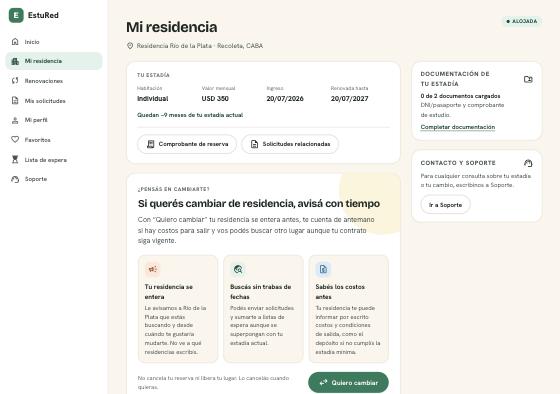 E EstuRed
Inicio
Mi residencia
Renovaciones
Mis solicitudes
Mi perfil
Favoritos
Lista de espera
Soporte
Mi residencia
Residencia Río de la Plata · Recoleta, CABA
ALOJADA
TU ESTADÍA
Habitación Valor mensual Ingreso Renovada hasta
Individual USD 350 20/07/2026 20/07/2027
Quedan ~9 meses de tu estadía actual
Comprobante de reserva Solicitudes relacionadas
¿PENSÁS EN CAMBIARTE?
Si querés cambiar de residencia, avisá con tiempo
Con "Quiero cambiar" tu residencia se entera antes, te cuenta de antemano
si hay costos para salir y vos podés buscar otro lugar aunque tu contrato
siga vigente.
Tu residencia se
entera
Le avisamos a Río de la
Plata que estás
buscando y desde
cuándo te gustaría
mudarte. No ve a qué
residencias escribís.
Buscás sin trabas de
fechas
Podés enviar solicitudes
y sumarte a listas de
espera aunque se
superpongan con tu
estadía actual.
Sabés los costos
antes
Tu residencia te puede
informar por escrito
costos y condiciones
de salida, como el
depósito si no cumplís la
estadía mínima.
No cancela tu reserva ni libera tu lugar. Lo cancelás cuando
quieras.
Quiero cambiar
DOCUMENTACIÓN DE
TU ESTADÍA
0 de 2 documentos cargados
DNI/pasaporte y comprobante
de estudio.
Completar documentación
CONTACTO Y SOPORTE
Para cualquier consulta sobre tu estadía
o tu cambio, escribinos a Soporte.
Ir a Soporte